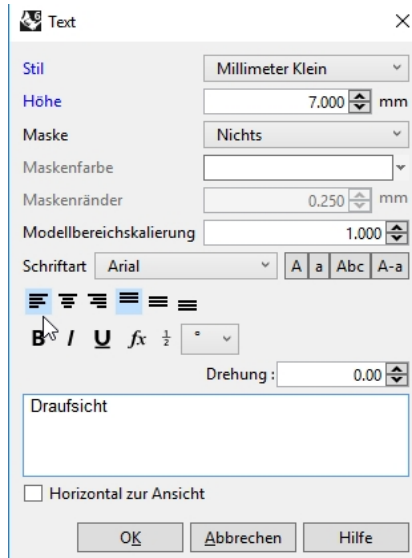 Text
Stil Millimeter Klein
Höhe 7.000 mm
Maske Nichts
Maskenfarbe
Maskenränder 0.250 mm
Modellbereichskalierung 1.000
Schriftart Arial A a Abc A-a
B I U fx ½ °
Drehung : 0.00
Draufsicht
Horizontal zur Ansicht
OK Abbrechen Hilfe